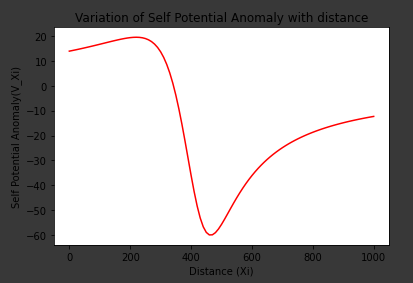 Variation of Self Potential Anomaly with distance
Self Potential Anomaly(V_Xi)
20
10
0
−10
−20
−30
−40
−50
−60
0 200 400 600 800 1000
Distance (Xi)